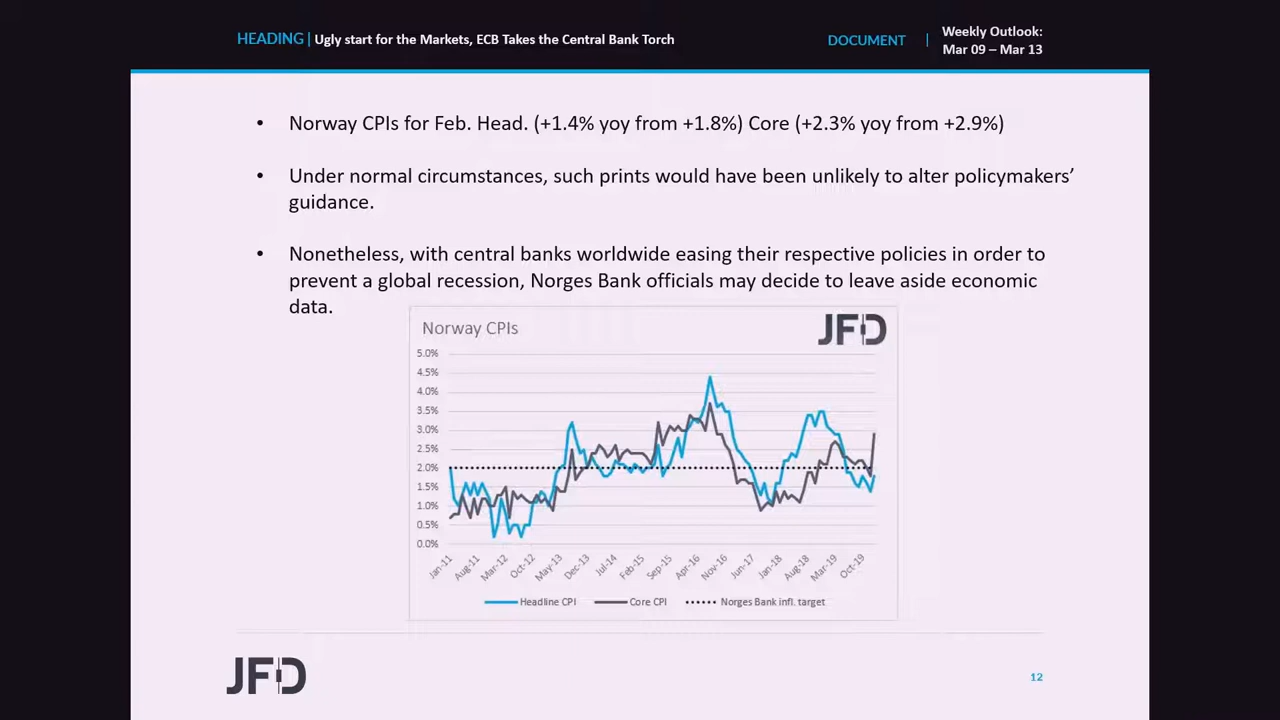 HEADING | Ugly start for the Markets, ECB Takes the Central Bank Torch
DOCUMENT | Weekly Outlook:
Mar 09 – Mar 13
• Norway CPIs for Feb. Head. (+1.4% yoy from +1.8%) Core (+2.3% yoy from +2.9%)
• Under normal circumstances, such prints would have been unlikely to alter policymakers’
guidance.
• Nonetheless, with central banks worldwide easing their respective policies in order to
prevent a global recession, Norges Bank officials may decide to leave aside economic
data.
Norway CPIs
JFD
5.0%
4.5%
4.0%
3.5%
3.0%
2.5%
2.0%
1.5%
1.0%
0.5%
0.0%
Jan-11 Aug-11 Mar-12 Oct-12 May-13 Dec-13 Jul-14 Feb-15 Sep-15 Apr-16 Nov-16 Jun-17 Jan-18 Aug-18 Mar-19 Oct-19
Headline CPI Core CPI Norges Bank infl. target
JFD
12